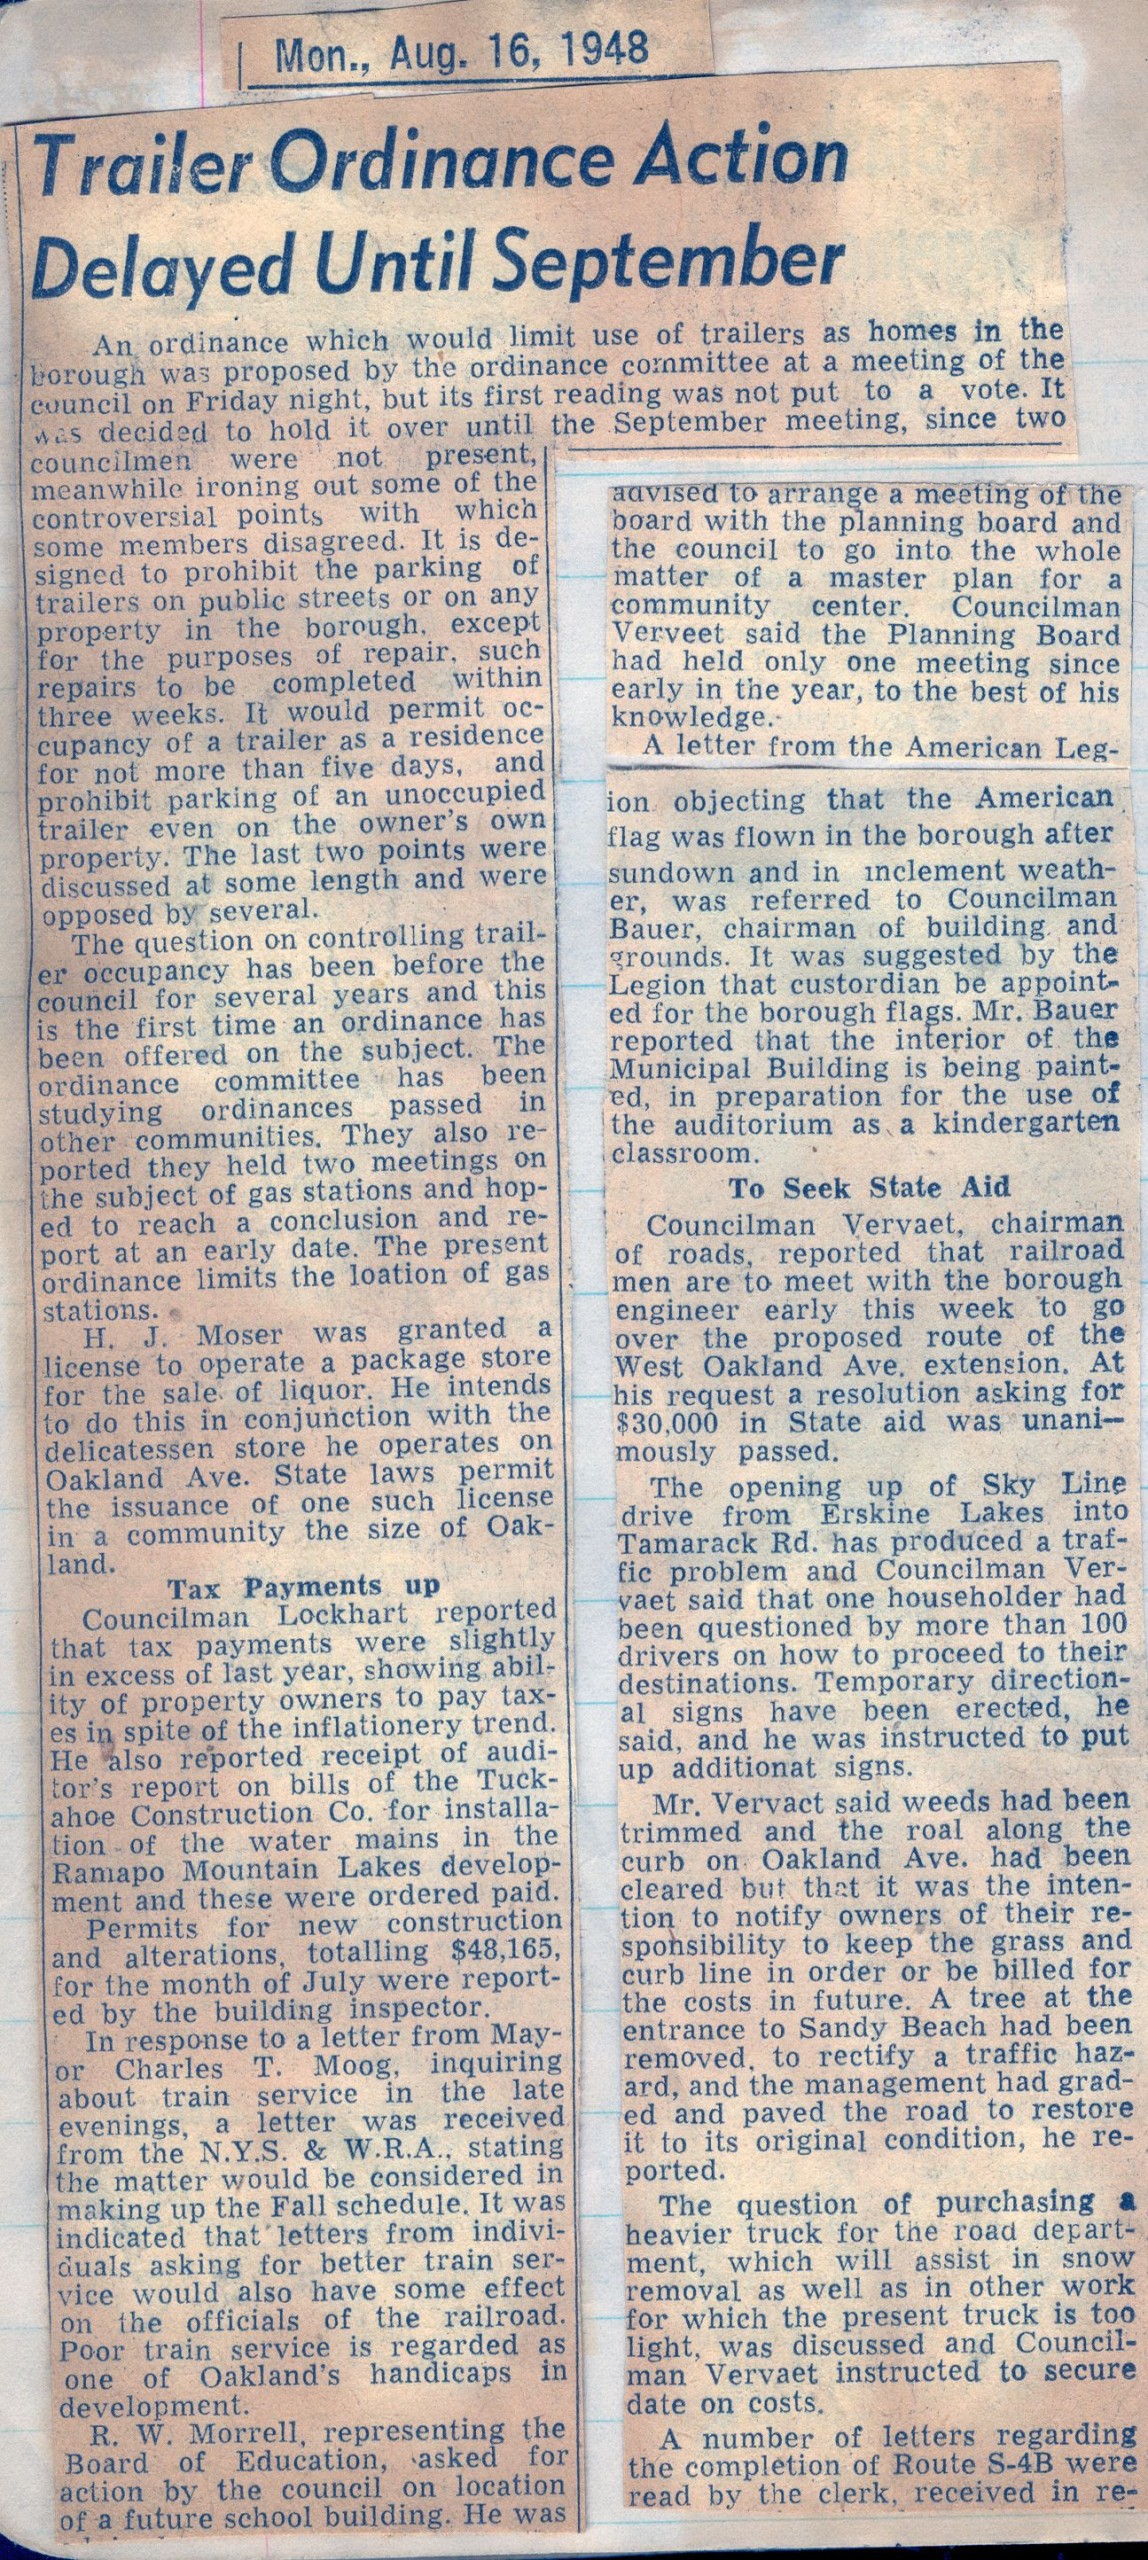 Mon., Aug. 16, 1948
Trailer Ordinance Action
Delayed Until September
An ordinance which would limit use of trailers as homes in the
borough was proposed by the ordinance committee at a meeting of the
council on Friday night, but its first reading was not put to a vote. It
was decided to hold it over until the September meeting, since two
councilmen were not present,
meanwhile ironing out some of the
controversial points with which
some members disagreed. It is de-
signed to prohibit the parking of
trailers on public streets or on any
property in the borough, except
for the purposes of repair, such
repairs to be completed within
three weeks. It would permit oc-
cupancy of a trailer as a residence
for not more than five days, and
prohibit parking of an unoccupied
trailer even on the owner's own
property. The last two points were
discussed at some length and were
opposed by several.
The question on controlling trail-
er occupancy has been before the
council for several years and this
is the first time an ordinance has
been offered on the subject. The
ordinance committee has been
studying ordinances passed in
other communities. They also re-
ported they held two meetings on
the subject of gas stations and hop-
ed to reach a conclusion and re-
port at an early date. The present
ordinance limits the loation of gas
stations.
H. J. Moser was granted a
license to operate a package store
for the sale of liquor. He intends
to do this in conjunction with the
delicatessen store he operates on
Oakland Ave. State laws permit
the issuance of one such license
in a community the size of Oak-
land.
Tax Payments up
Councilman Lockhart reported
that tax payments were slightly
in excess of last year, showing abil-
ity of property owners to pay tax-
es in spite of the inflationery trend.
He also reported receipt of audi-
tor's report on bills of the Tuck-
ahoe Construction Co. for installa-
tion of the water mains in the
Ramapo Mountain Lakes develop-
ment and these were ordered paid.
Permits for new construction
and alterations, totalling $48,165,
for the month of July were report-
ed by the building inspector.
In response to a letter from May-
or Charles T. Moog, inquiring
about train service in the late
evenings, a letter was received
from the N.Y.S. & W.R.A., stating
the matter would be considered in
making up the Fall schedule. It was
indicated that letters from indivi-
duals asking for better train ser-
vice would also have some effect
on the officials of the railroad.
Poor train service is regarded as
one of Oakland's handicaps in
development.
R. W. Morrell, representing the
Board of Education, asked for
action by the council on location
of a future school building. He was
advised to arrange a meeting of the
board with the planning board and
the council to go into the whole
matter of a master plan for a
community center. Councilman
Verveet said the Planning Board
had held only one meeting since
early in the year, to the best of his
knowledge.
A letter from the American Leg-
ion objecting that the American
flag was flown in the borough after
sundown and in inclement weath-
er, was referred to Councilman
Bauer, chairman of building and
grounds. It was suggested by the
Legion that custordian be appoint-
ed for the borough flags. Mr. Bauer
reported that the interior of the
Municipal Building is being paint-
ed, in preparation for the use of
the auditorium as a kindergarten
classroom.
To Seek State Aid
Councilman Vervaet, chairman
of roads, reported that railroad
men are to meet with the borough
engineer early this week to go
over the proposed route of the
West Oakland Ave. extension. At
his request a resolution asking for
$30,000 in State aid was unani-
mously passed.
The opening up of Sky Line
drive from Erskine Lakes into
Tamarack Rd. has produced a traf-
fic problem and Councilman Ver-
vaet said that one householder had
been questioned by more than 100
drivers on how to proceed to their
destinations. Temporary direction-
al signs have been erected, he
said, and he was instructed to put
up additionat signs.
Mr. Vervact said weeds had been
trimmed and the roal along the
curb on Oakland Ave. had been
cleared but that it was the inten-
tion to notify owners of their re-
sponsibility to keep the grass and
curb line in order or be billed for
the costs in future. A tree at the
entrance to Sandy Beach had been
removed, to rectify a traffic haz-
ard, and the management had grad-
ed and paved the road to restore
it to its original condition, he re-
ported.
The question of purchasing a
heavier truck for the road depart-
ment, which will assist in snow
removal as well as in other work
for which the present truck is too
light, was discussed and Council-
man Vervaet instructed to secure
date on costs.
A number of letters regarding
the completion of Route S-4B were
read by the clerk, received in re-